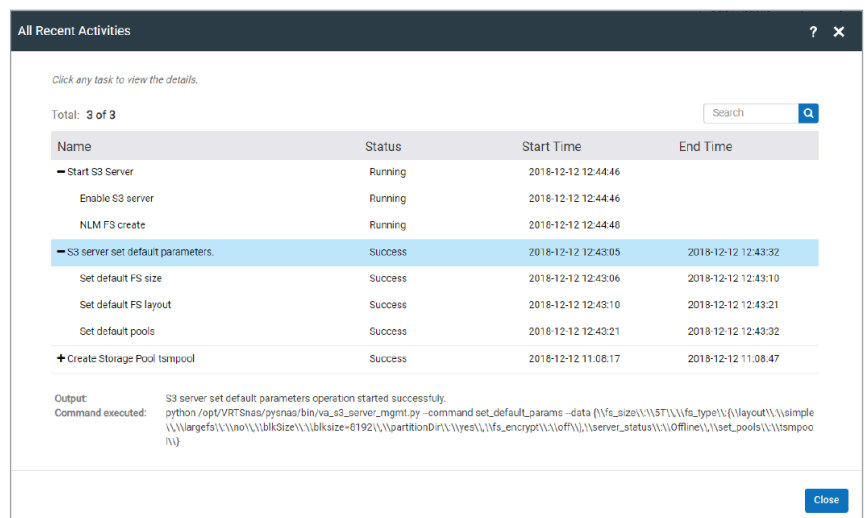 All Recent Activities ? ×
Click any task to view the details.
Total: 3 of 3 Search
Name Status Start Time End Time
Start S3 Server Running 2018-12-12 12:44:46
Enable S3 server Running 2018-12-12 12:44:46
NLM FS create Running 2018-12-12 12:44:48
S3 server set default parameters. Success 2018-12-12 12:43:05 2018-12-12 12:43:32
Set default FS size Success 2018-12-12 12:43:06 2018-12-12 12:43:10
Set default FS layout Success 2018-12-12 12:43:10 2018-12-12 12:43:21
Set default pools Success 2018-12-12 12:43:21 2018-12-12 12:43:32
Create Storage Pool tsmpool Success 2018-12-12 11:08:17 2018-12-12 11:08:47
Output: S3 server set default parameters operation started successfuly.
Command executed: python /opt/VRTSnas/pysnas/bin/va_s3_server_mgmt.py --command set_default_params --data {\\fs_size\\:\\5T\\,\\fs_type\\:{\\layout\\:\\simple
\\,\\largefs\\:\\no\\,\\blkSize\\:\\blksize=8192\\,\\partitionDir\\:\\yes\\,\\fs_encrypt\\:\\off\\},\\server_status\\:\\Offline\\,\\set_pools\\:\\tsmpoo
l\\}
Close